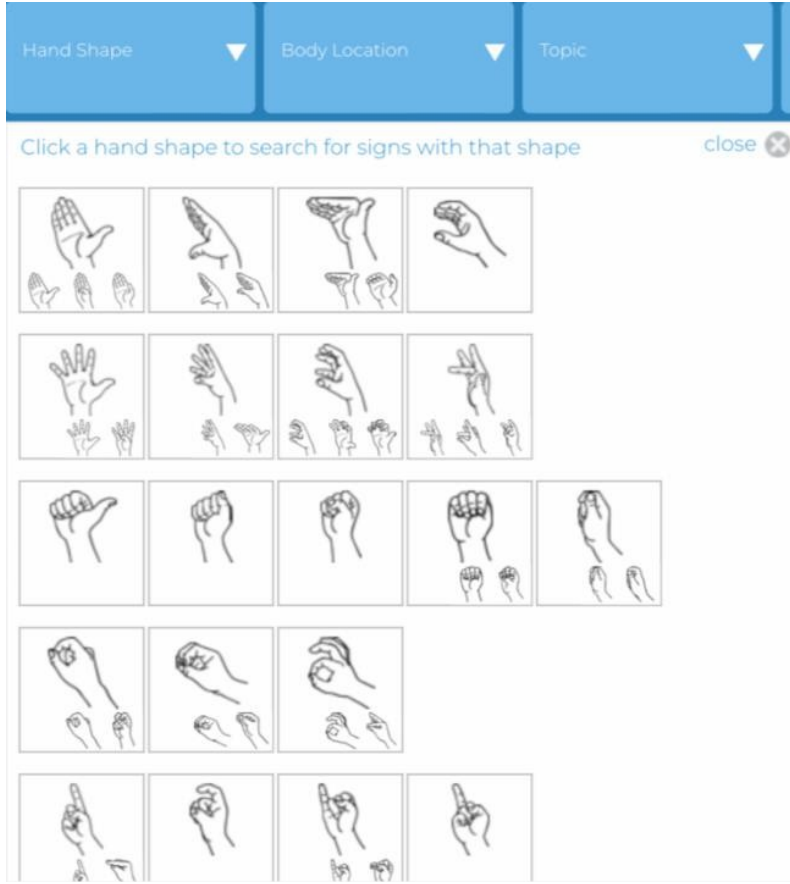 Hand Shape
Body Location
Topic
Click a hand shape to search for signs with that shape
close